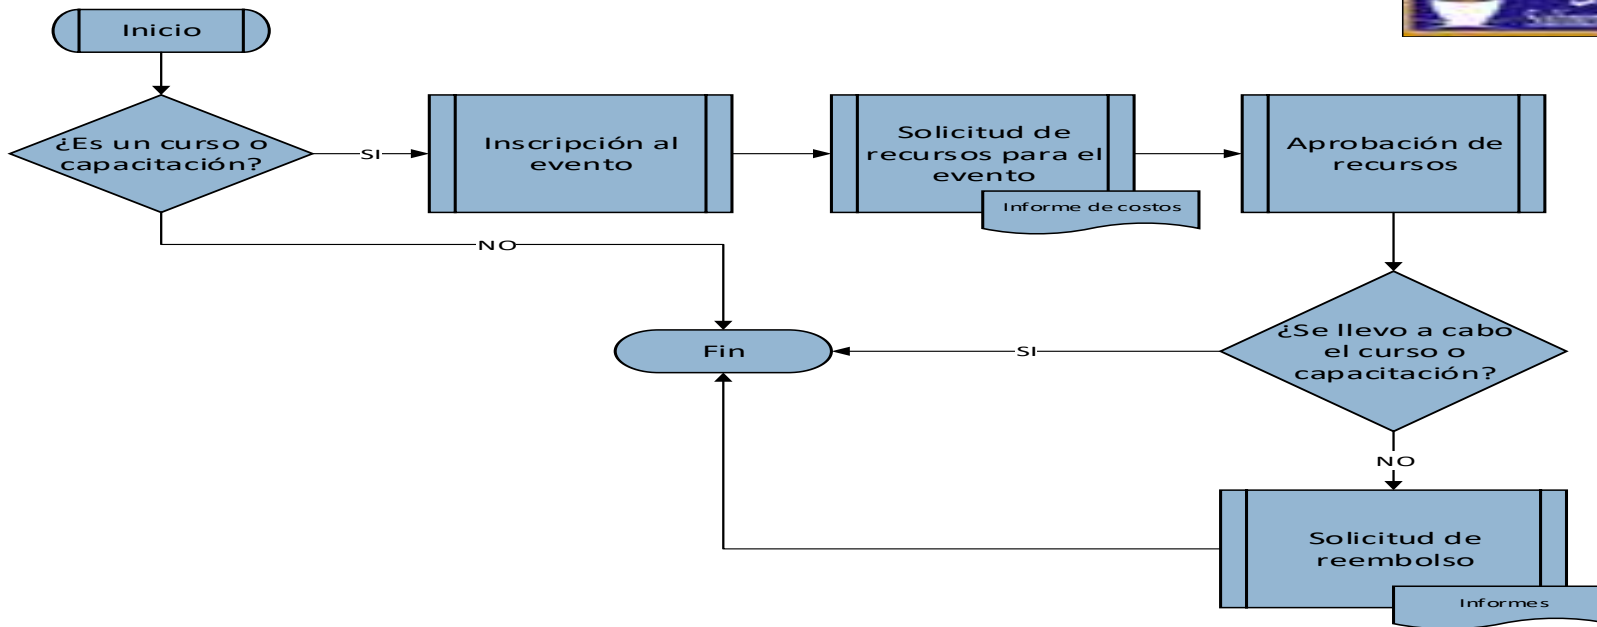 Inicio
¿Es un curso o
capacitación?
SI
Inscripción al
evento
Solicitud de
recursos para el
evento
Informe de costos
Aprobación de
recursos
NO
Fin
SI
¿Se llevo a cabo
el curso o
capacitación?
NO
Solicitud de
reembolso
Informes